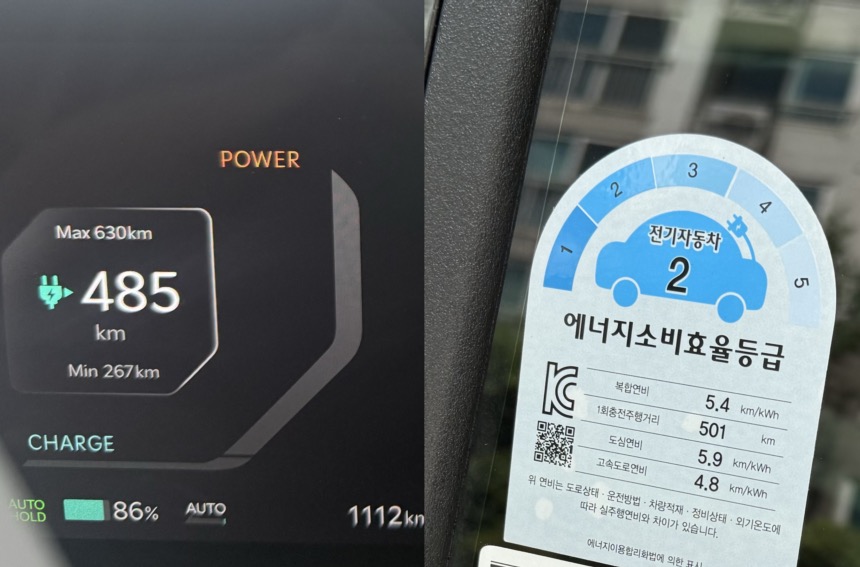 POWER
Max 630km
485
km
Min 267km
CHARGE
AUTO
HOLD
86%
AUTO
1112km
1 2 3 4 5
전기자동차
2
에너지소비효율등급
복합연비 5.4 km/kWh
1회충전주행거리 501 km
도심연비 5.9 km/kWh
고속도로연비 4.8 km/kWh
위 연비는 도로상태·운전방법·차량적재·정비상태·외기온도에
따라 실주행연비와 차이가 있습니다.
에너지이용합리화법에 의한 표시